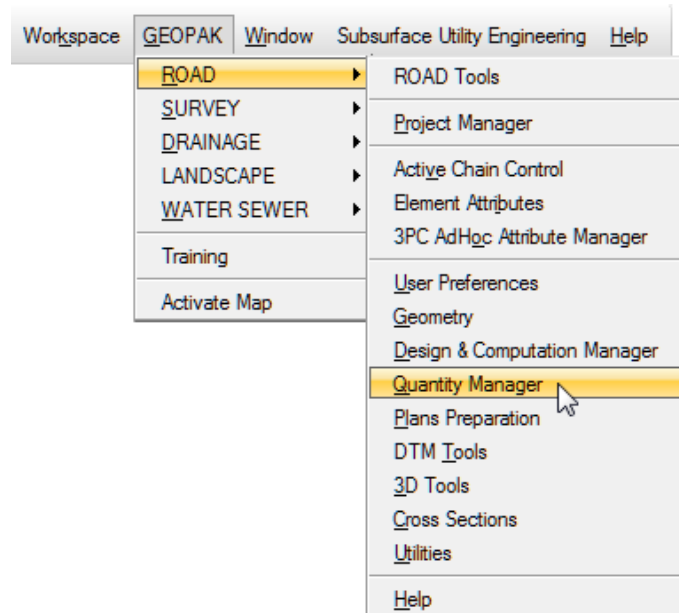 Workspace GEOPAK Window Subsurface Utility Engineering Help
ROAD
SURVEY
DRAINAGE
LANDSCAPE
WATER SEWER
Training
Activate Map
ROAD Tools
Project Manager
Active Chain Control
Element Attributes
3PC AdHoc Attribute Manager
User Preferences
Geometry
Design & Computation Manager
Quantity Manager
Plans Preparation
DTM Tools
3D Tools
Cross Sections
Utilities
Help